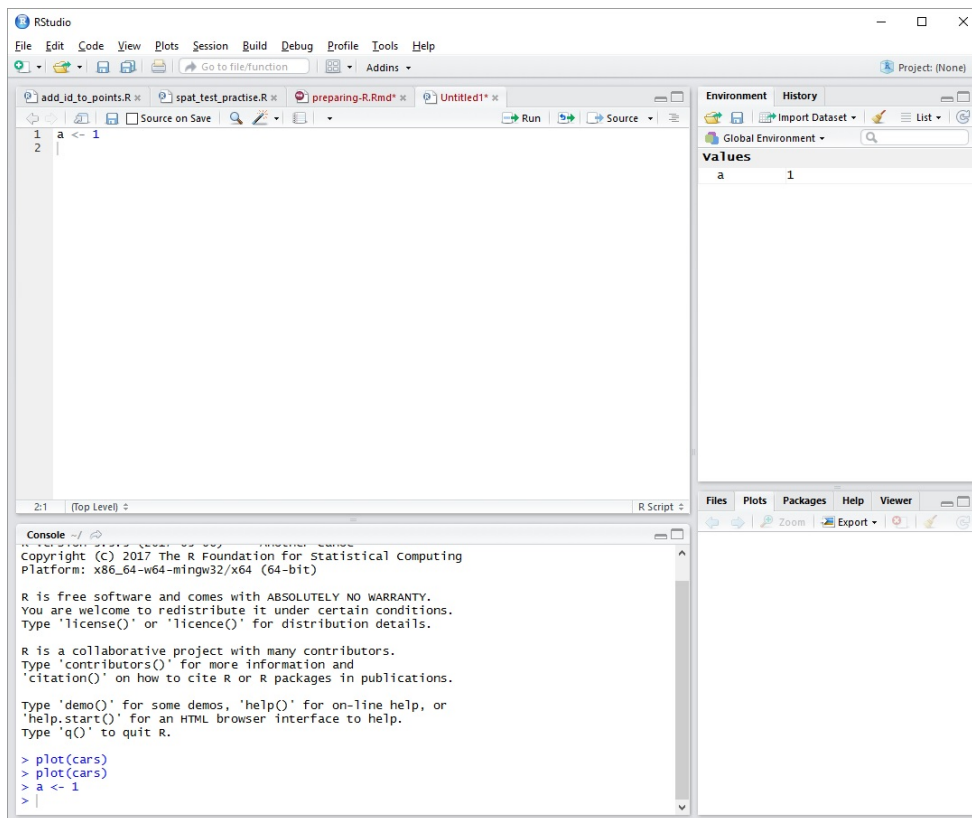 RStudio
File Edit Code View Plots Session Build Debug Profile Tools Help
Go to file/function Addins Project: (None)
add_id_to_points.R spat_test_practise.R preparing-R.Rmd* Untitled1*
Source on Save Run Source
1 a <- 1
2
2:1 (Top Level) R Script
Console ~/
Copyright (C) 2017 The R Foundation for Statistical Computing
Platform: x86_64-w64-mingw32/x64 (64-bit)
R is free software and comes with ABSOLUTELY NO WARRANTY.
You are welcome to redistribute it under certain conditions.
Type 'license()' or 'licence()' for distribution details.
R is a collaborative project with many contributors.
Type 'contributors()' for more information and
'citation()' on how to cite R or R packages in publications.
Type 'demo()' for some demos, 'help()' for on-line help, or
'help.start()' for an HTML browser interface to help.
Type 'q()' to quit R.
> plot(cars)
> plot(cars)
> a <- 1
>
Environment History
Import Dataset List
Global Environment
Values
a 1
Files Plots Packages Help Viewer
Zoom Export